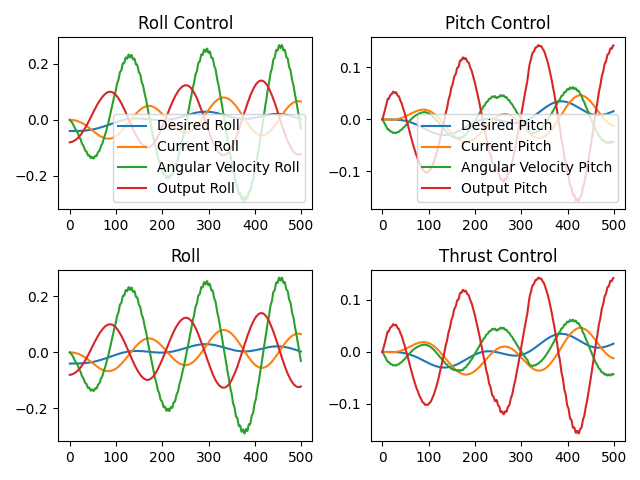 Roll Control
Pitch Control
0.2
0.0
−0.2
Desired Roll
Current Roll
Angular Velocity Roll
Output Roll
0 100 200 300 400 500
0.1
0.0
−0.1
Desired Pitch
Current Pitch
Angular Velocity Pitch
Output Pitch
0 100 200 300 400 500
Roll
Thrust Control
0.2
0.0
−0.2
0 100 200 300 400 500
0.1
0.0
−0.1
0 100 200 300 400 500